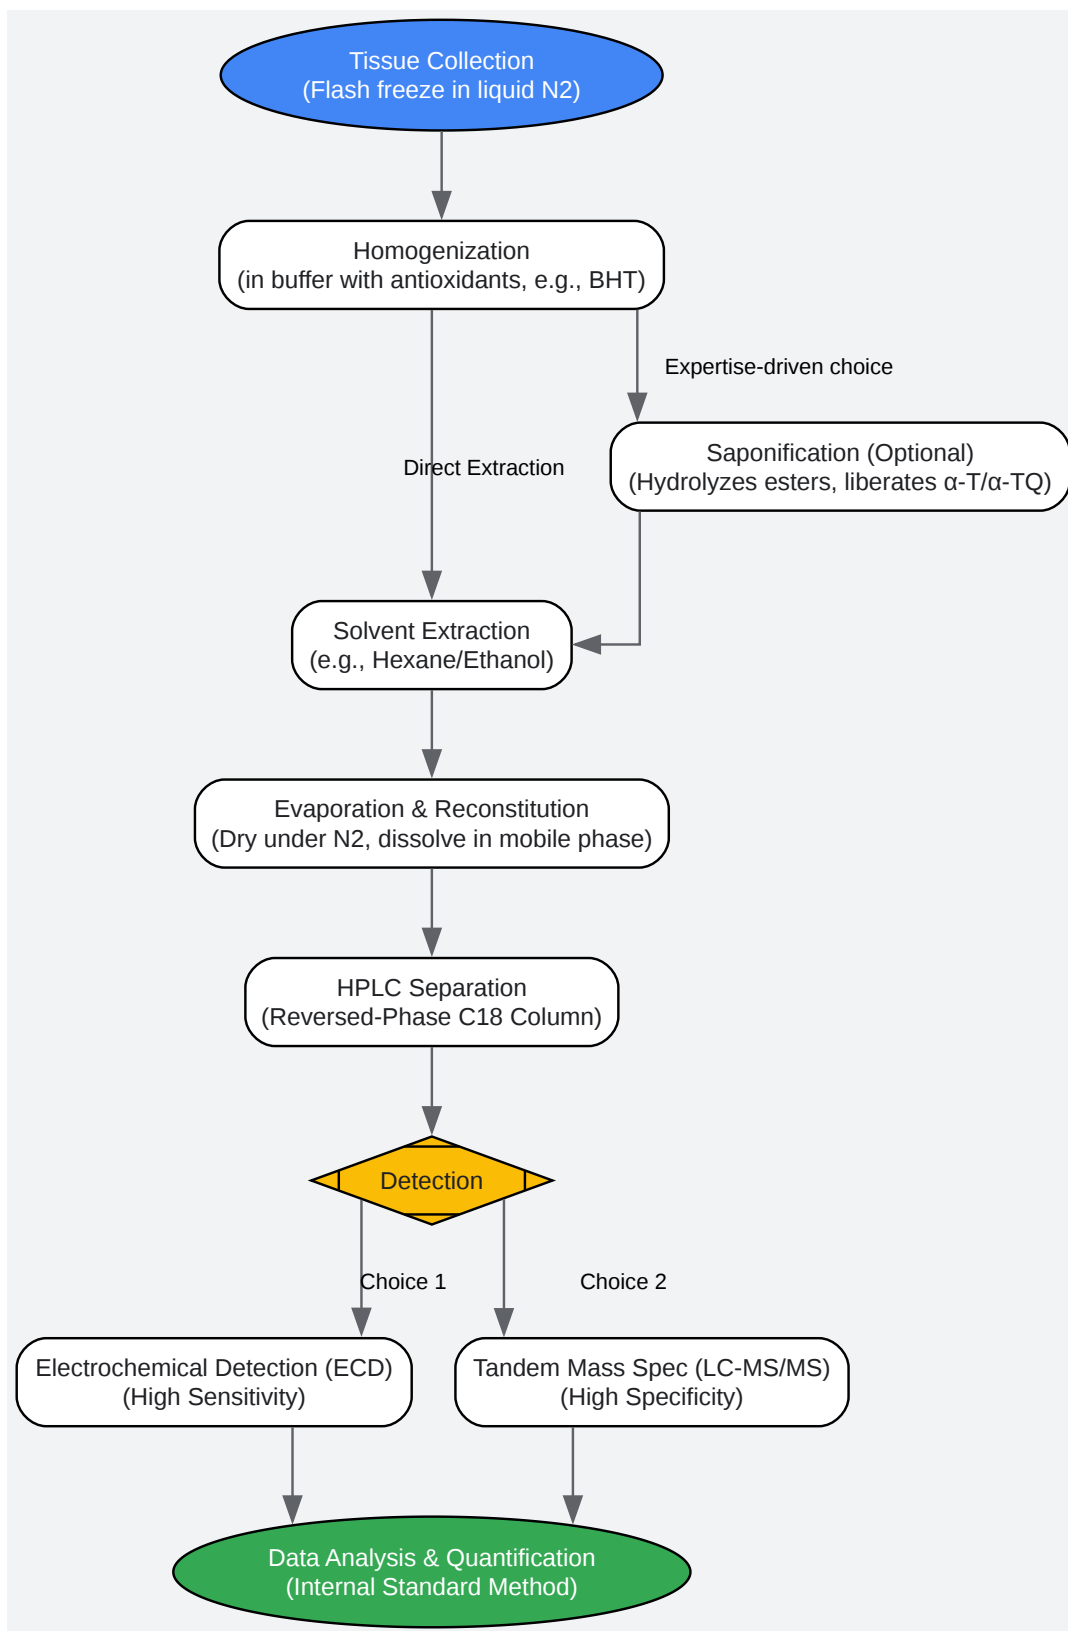 Tissue Collection
(Flash freeze in liquid N2)
Homogenization
(in buffer with antioxidants, e.g., BHT)
Expertise-driven choice
Saponification (Optional)
(Hydrolyzes esters, liberates α-T/α-TQ)
Direct Extraction
Solvent Extraction
(e.g., Hexane/Ethanol)
Evaporation & Reconstitution
(Dry under N2, dissolve in mobile phase)
HPLC Separation
(Reversed-Phase C18 Column)
Detection
Choice 1
Choice 2
Electrochemical Detection (ECD)
(High Sensitivity)
Tandem Mass Spec (LC-MS/MS)
(High Specificity)
Data Analysis & Quantification
(Internal Standard Method)